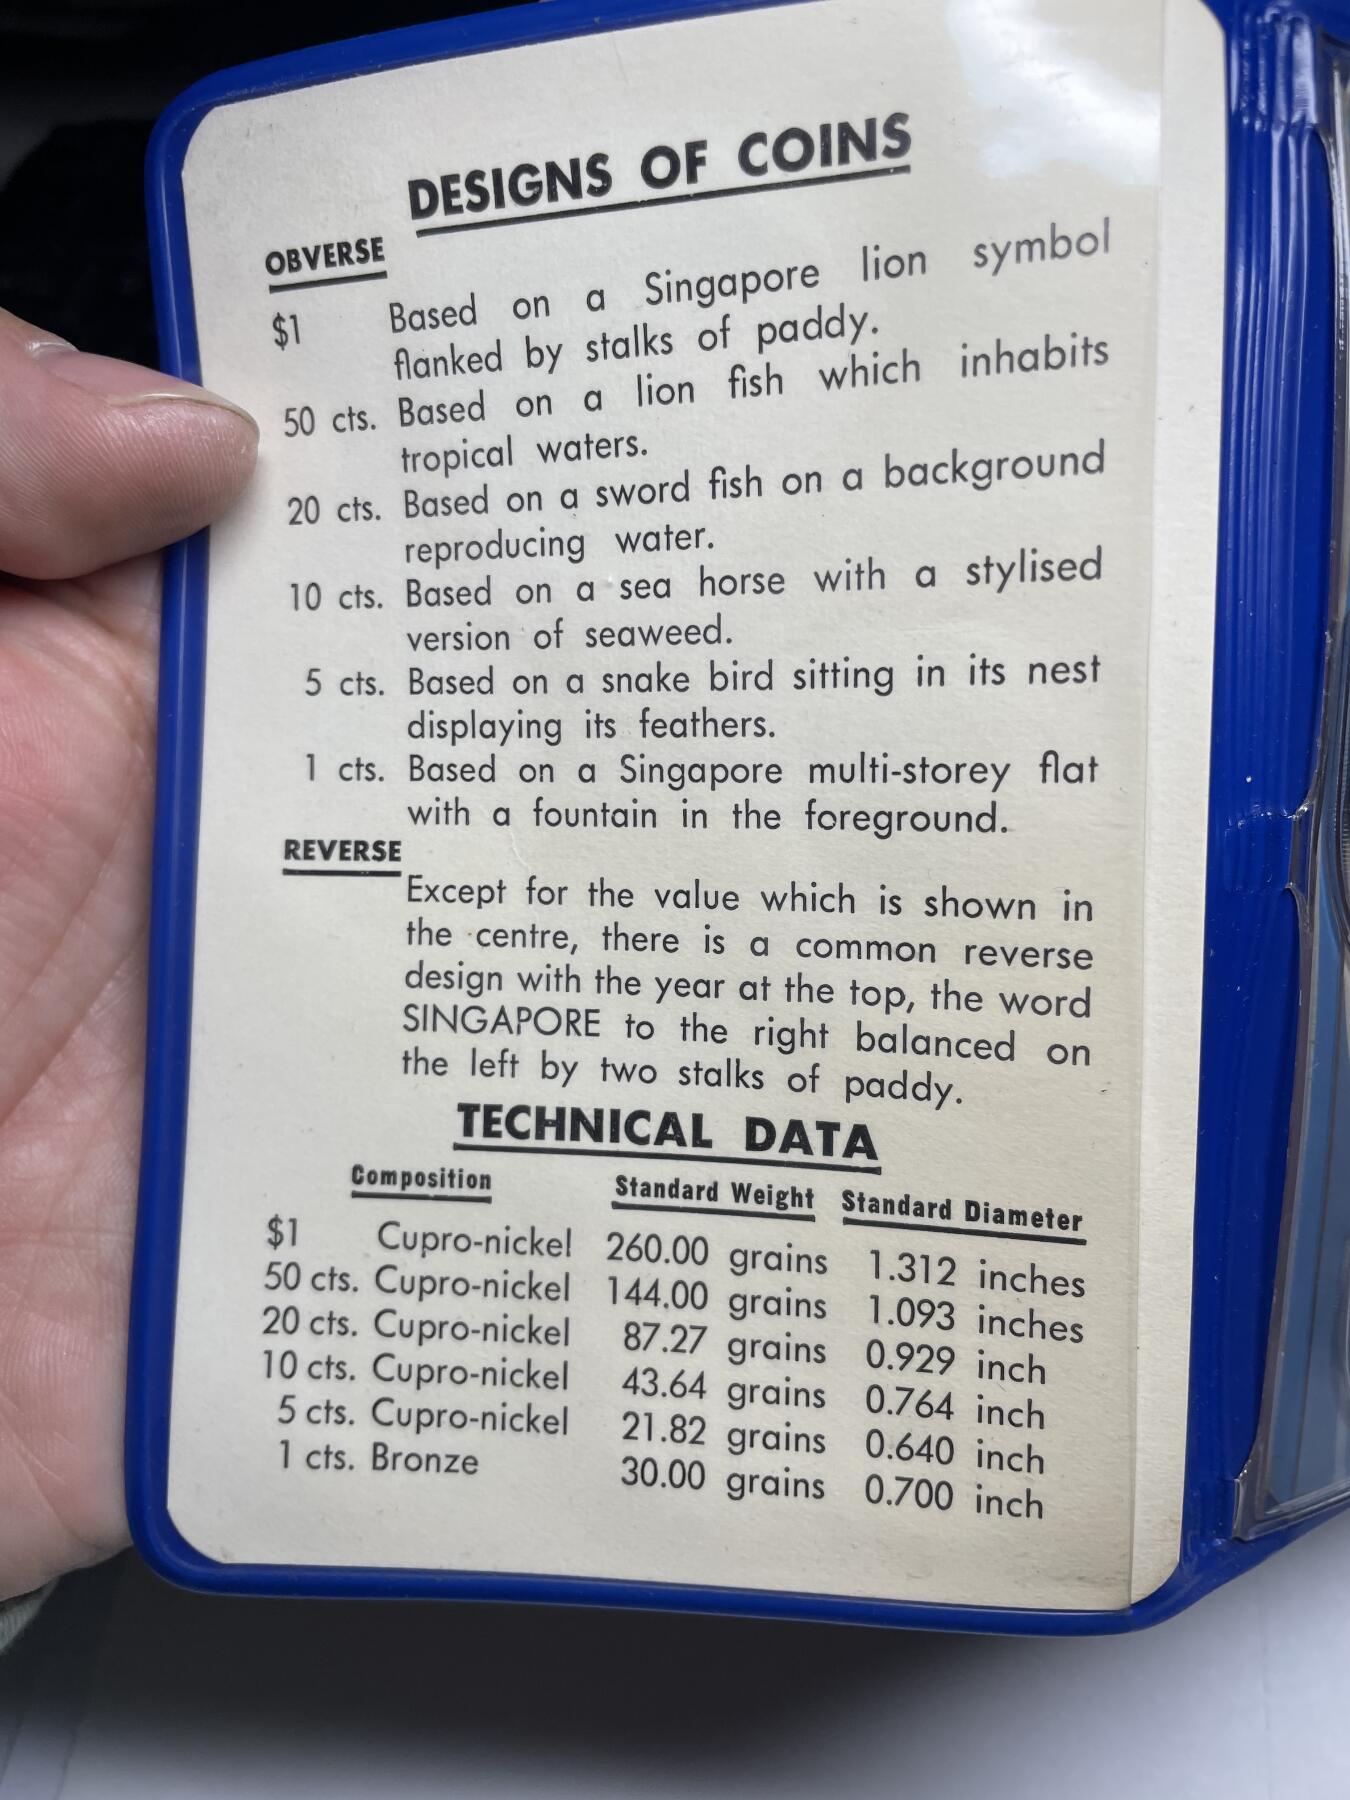 DESIGNS OF COINS
OBVERSE
$1 Based on a Singapore lion symbol
flanked by stalks of paddy.
50 cts. Based on a lion fish which inhabits
tropical waters.
20 cts. Based on a sword fish on a background
reproducing water.
10 cts. Based on a sea horse with a stylised
version of seaweed.
5 cts. Based on a snake bird sitting in its nest
displaying its feathers.
1 cts. Based on a Singapore multi-storey flat
with a fountain in the foreground.
REVERSE
Except for the value which is shown in
the centre, there is a common reverse
design with the year at the top, the word
SINGAPORE to the right balanced on
the left by two stalks of paddy.
TECHNICAL DATA
Composition Standard Weight Standard Diameter
$1 Cupro-nickel 260.00 grains 1.312 inches
50 cts. Cupro-nickel 144.00 grains 1.093 inches
20 cts. Cupro-nickel 87.27 grains 0.929 inch
10 cts. Cupro-nickel 43.64 grains 0.764 inch
5 cts. Cupro-nickel 21.82 grains 0.640 inch
1 cts. Bronze 30.00 grains 0.700 inch